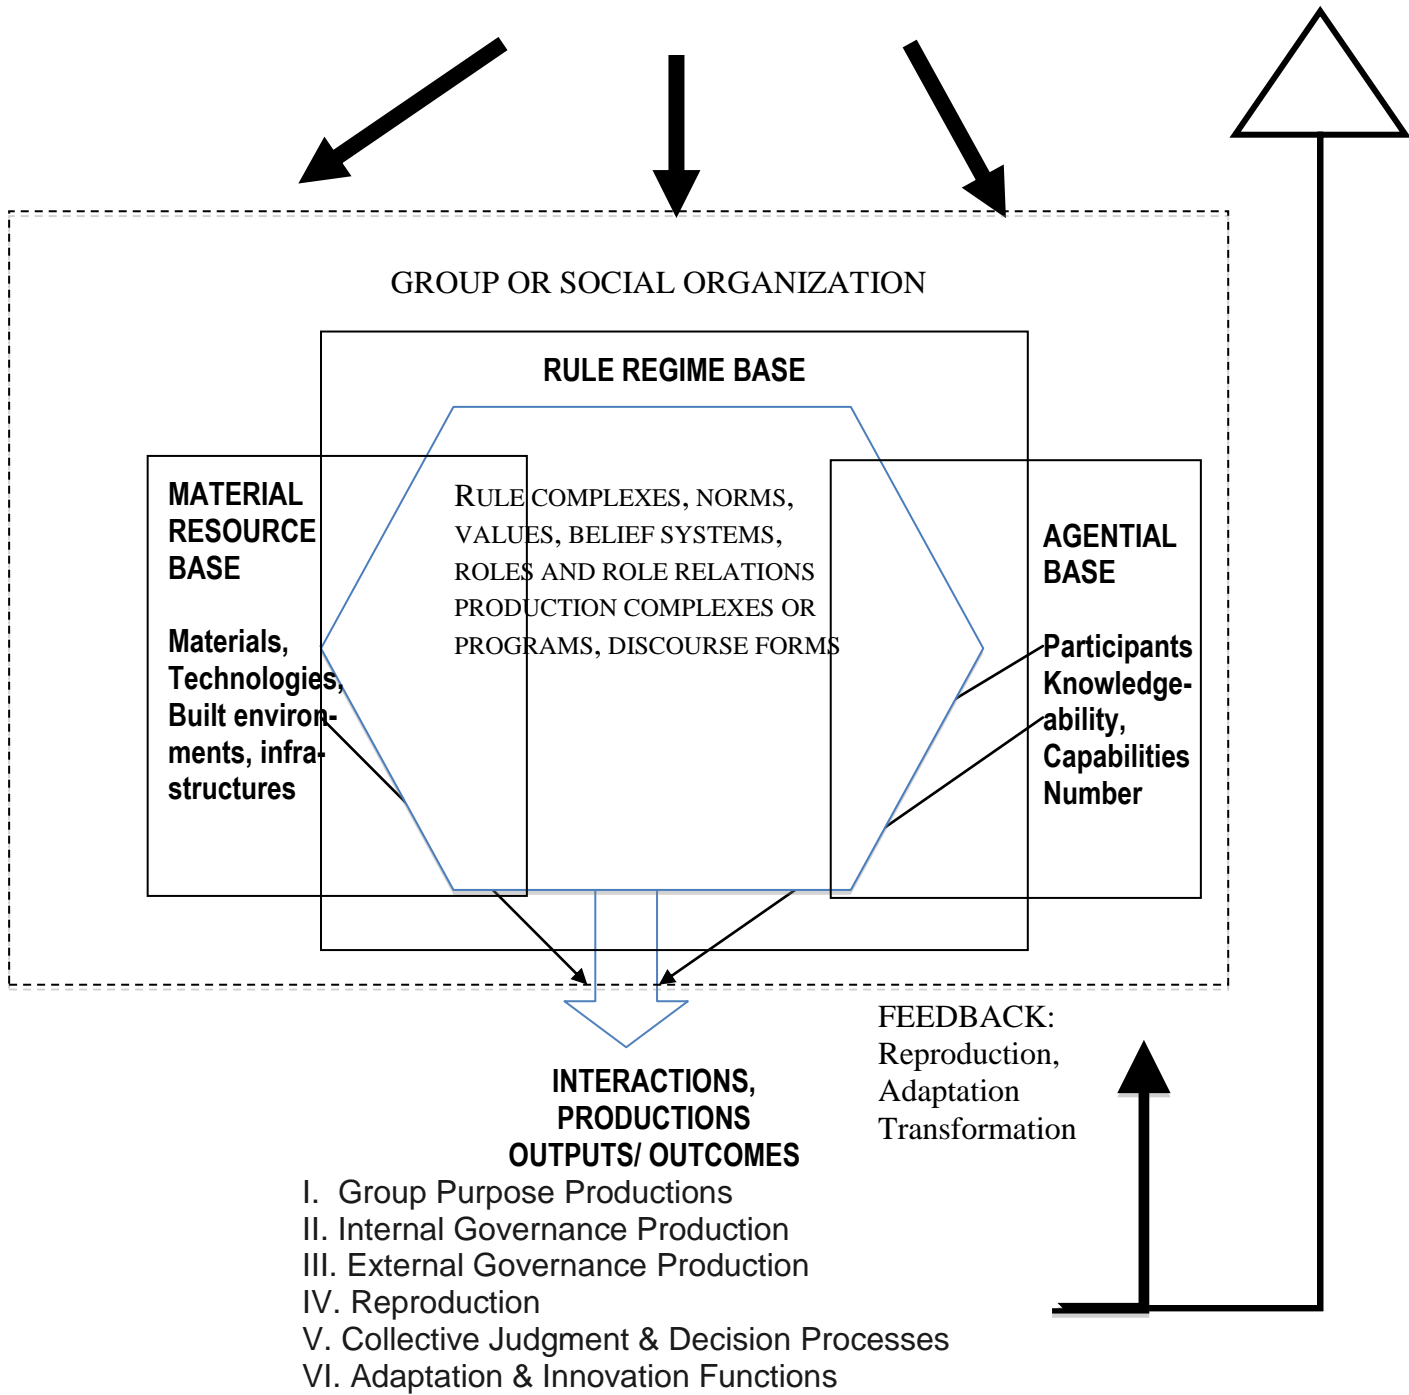 GROUP OR SOCIAL ORGANIZATION
RULE REGIME BASE
MATERIAL
RESOURCE
BASE
Materials,
Technologies,
Built environ-
ments, infra-
structures
RULE COMPLEXES, NORMS,
VALUES, BELIEF SYSTEMS,
ROLES AND ROLE RELATIONS
PRODUCTION COMPLEXES OR
PROGRAMS, DISCOURSE FORMS
AGENTIAL
BASE
Participants
Knowledge-
ability,
Capabilities
Number
FEEDBACK:
Reproduction,
Adaptation
Transformation
INTERACTIONS,
PRODUCTIONS
OUTPUTS/ OUTCOMES
I. Group Purpose Productions
II. Internal Governance Production
III. External Governance Production
IV. Reproduction
V. Collective Judgment & Decision Processes
VI. Adaptation & Innovation Functions